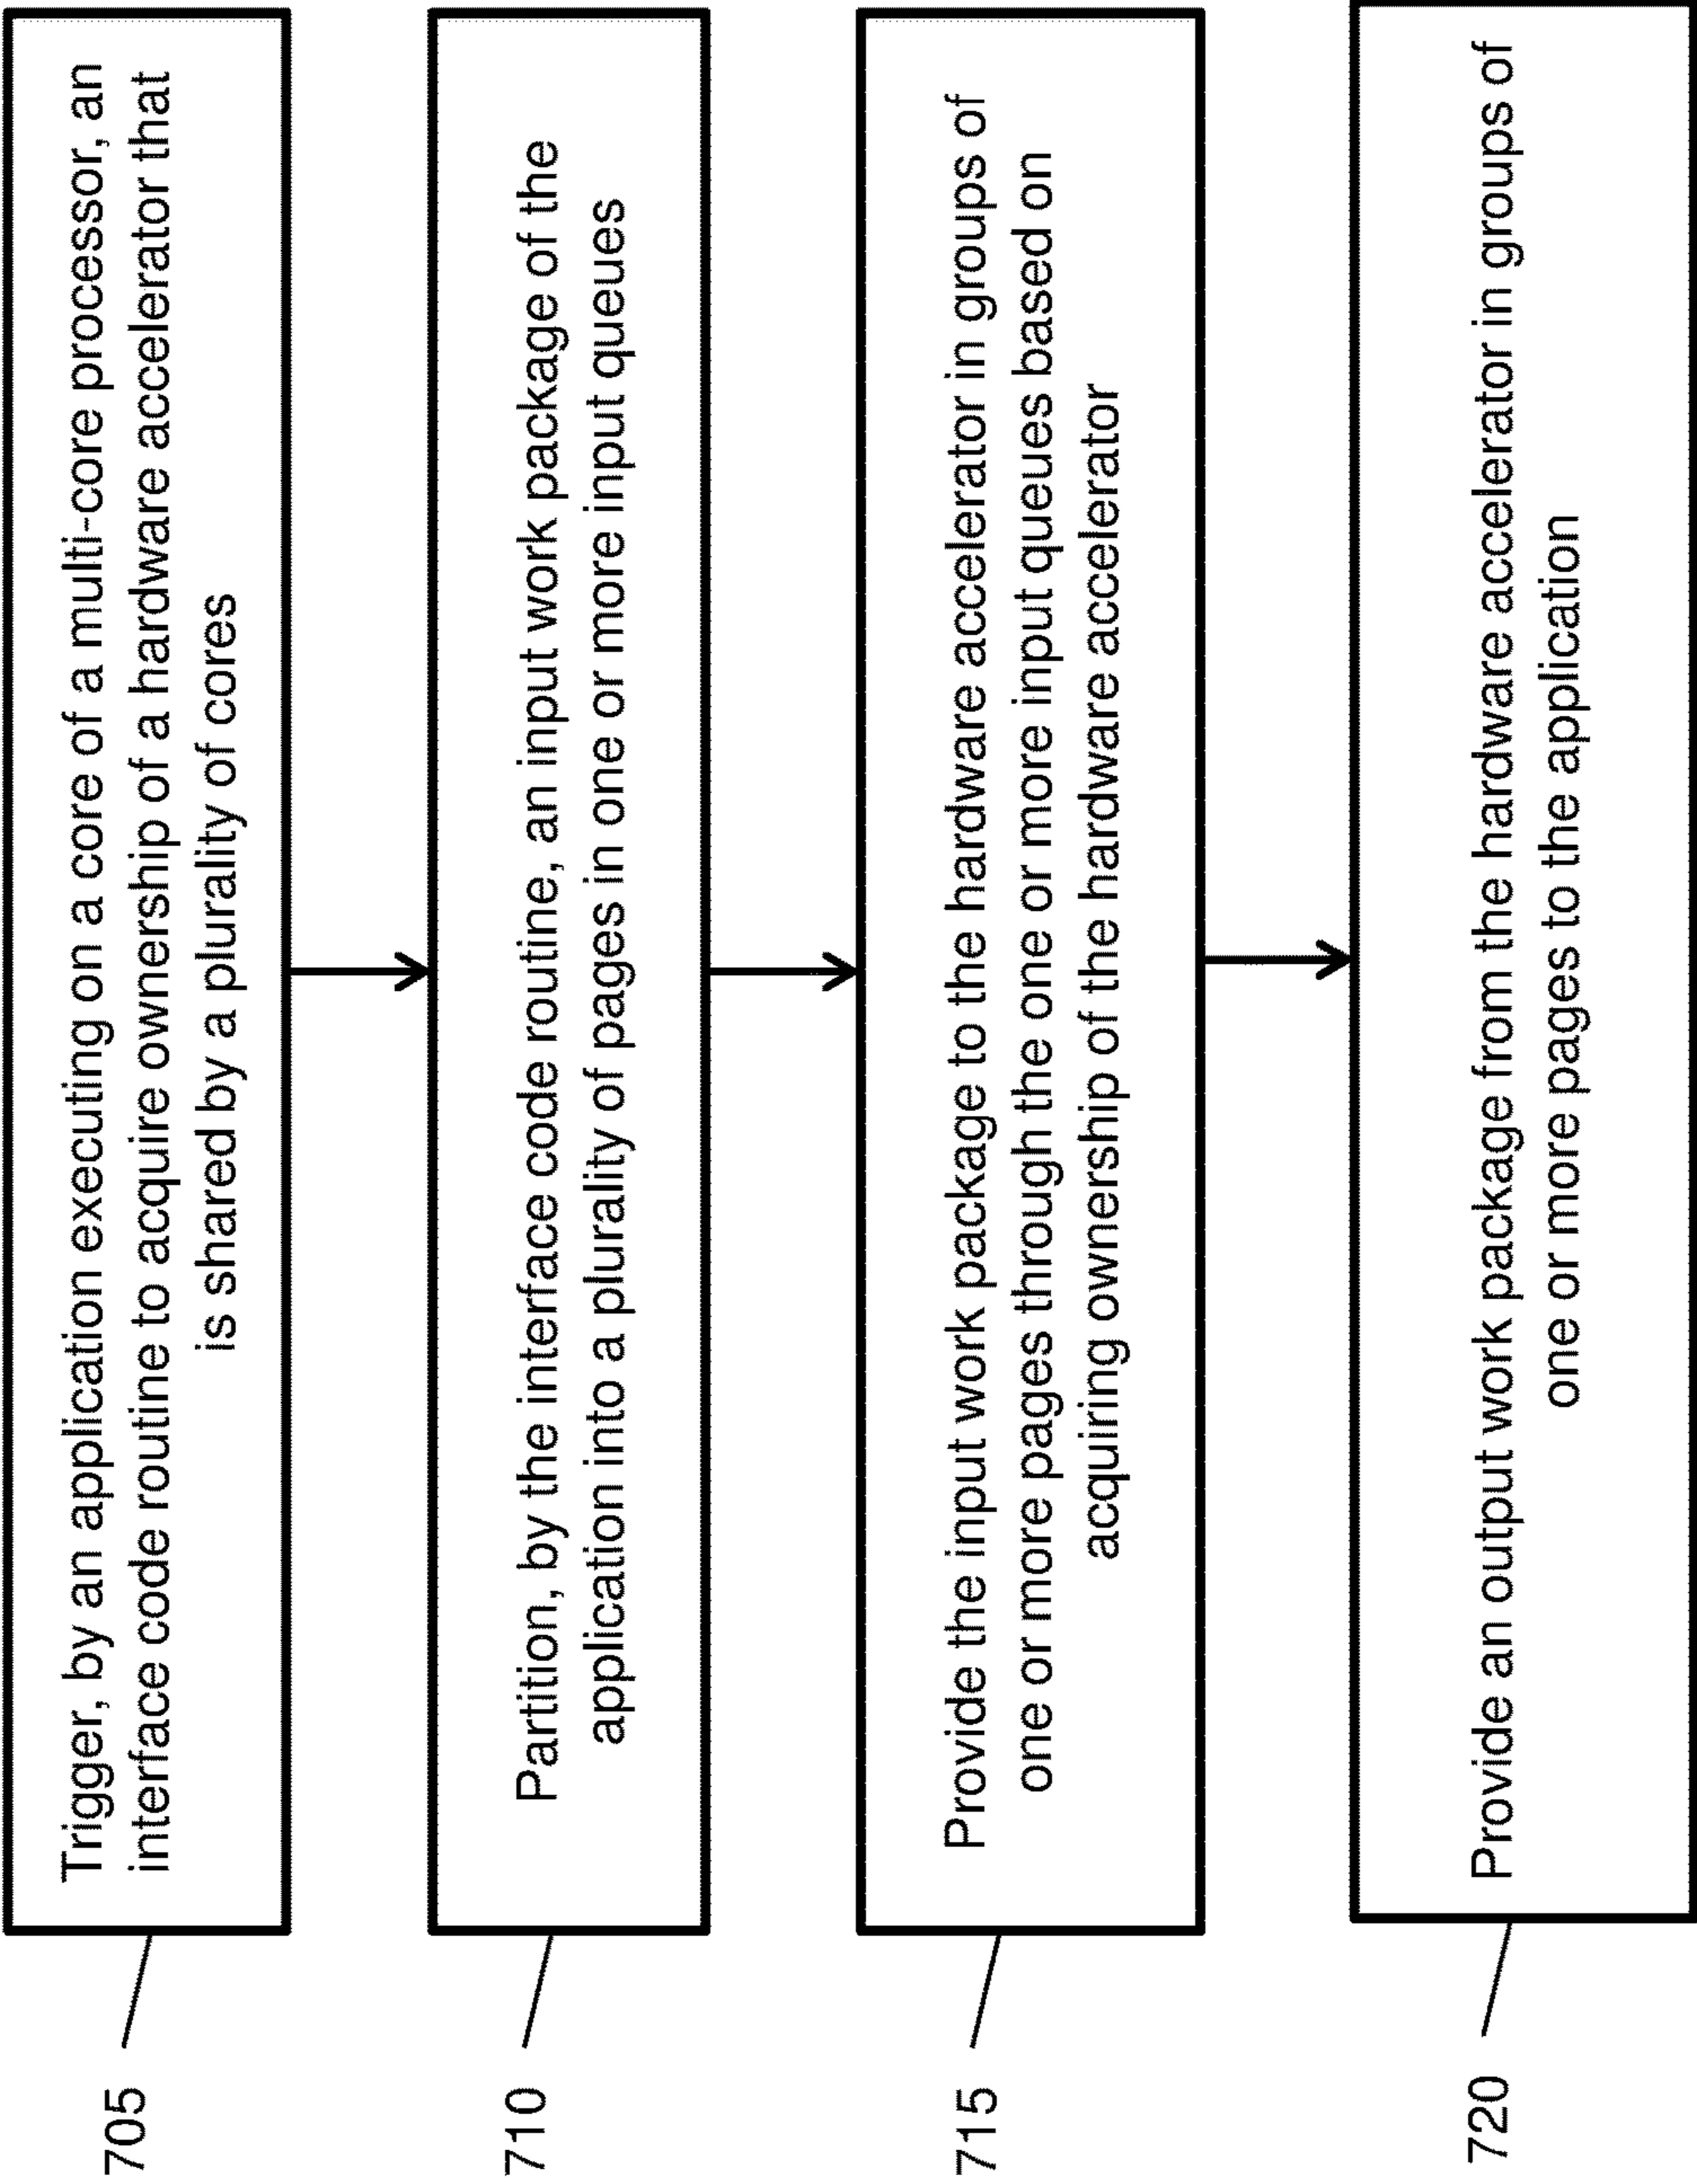 705
Trigger, by an application executing on a core of a multi-core processor, an
interface code routine to acquire ownership of a hardware accelerator that
is shared by a plurality of cores
710
Partition, by the interface code routine, an input work package of the
application into a plurality of pages in one or more input queues
715
Provide the input work package to the hardware accelerator in groups of
one or more pages through the one or more input queues based on
acquiring ownership of the hardware accelerator
720
Provide an output work package from the hardware accelerator in groups of
one or more pages to the application